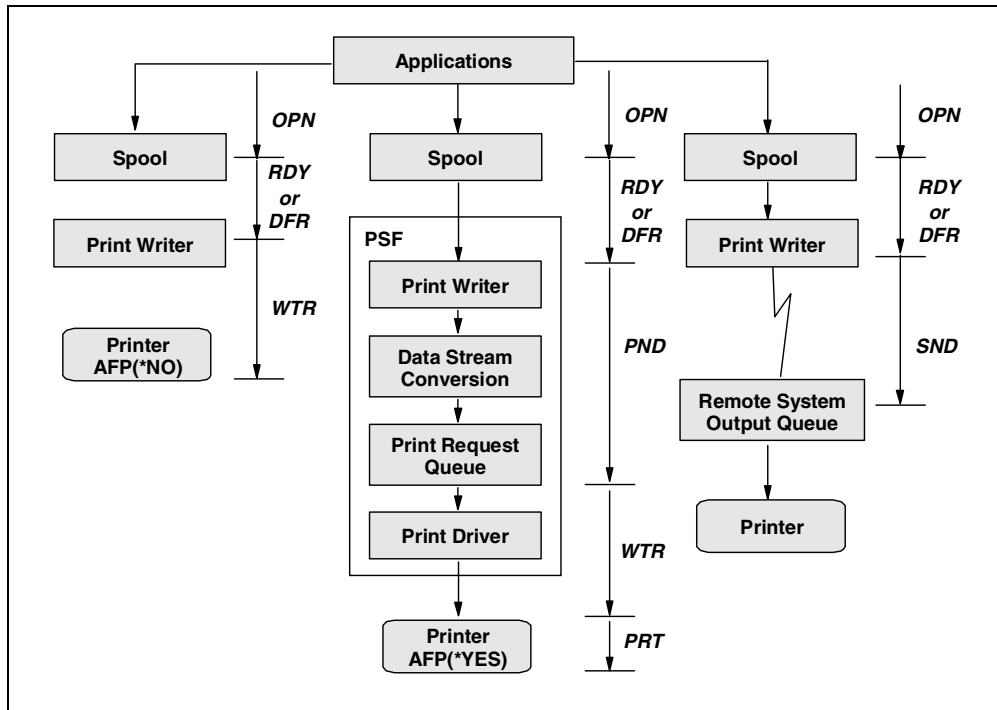 Applications
OPN
Spool
RDY
or
DFR
Print Writer
WTR
Printer
AFP(*NO)
OPN
Spool
RDY
or
DFR
PSF
Print Writer
Data Stream
Conversion
PND
Print Request
Queue
Print Driver
WTR
Printer
AFP(*YES)
PRT
OPN
Spool
RDY
or
DFR
Print Writer
SND
Remote System
Output Queue
Printer